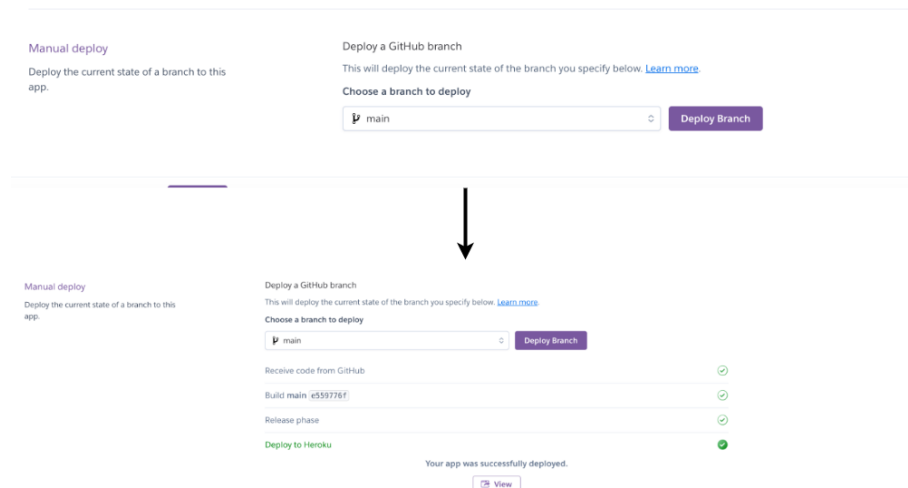 Manual deploy
Deploy the current state of a branch to this
app.
Deploy a GitHub branch
This will deploy the current state of the branch you specify below. Learn more.
Choose a branch to deploy
main
Deploy Branch
Manual deploy
Deploy the current state of a branch to this
app.
Deploy a GitHub branch
This will deploy the current state of the branch you specify below. Learn more.
Choose a branch to deploy
main
Deploy Branch
Receive code from GitHub
Build main e559776f
Release phase
Deploy to Heroku
Your app was successfully deployed.
View